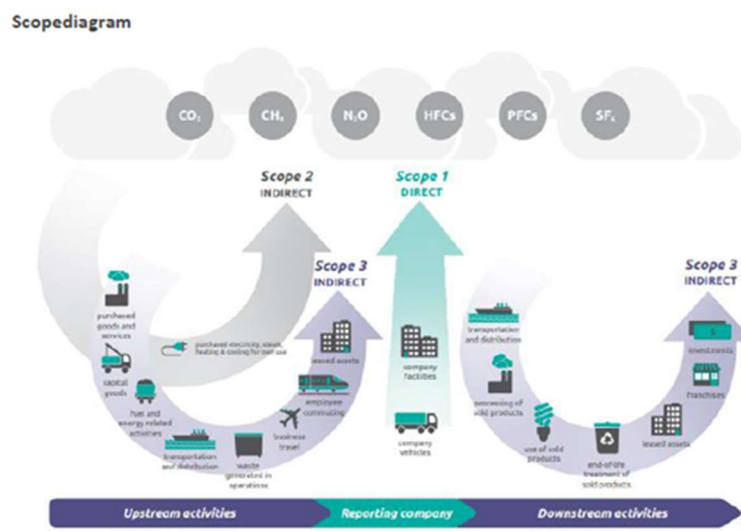 Scopediagram
CO₂
CH₄
N₂O
HFCs
PFCs
SF₆
Scope 2
INDIRECT
Scope 1
DIRECT
Scope 3
INDIRECT
Scope 3
INDIRECT
purchased
goods and
services
capital
goods
fuel and
energy related
activities
transportation
and distribution
waste
generated in
operations
business
travel
employee
commuting
leased assets
purchased electricity, steam,
heating & cooling for own use
company
facilities
company
vehicles
transportation
and distribution
processing of
sold products
use of sold
products
end-of-life
treatment of
sold products
leased assets
franchises
$
investments
Upstream activities
Reporting company
Downstream activities